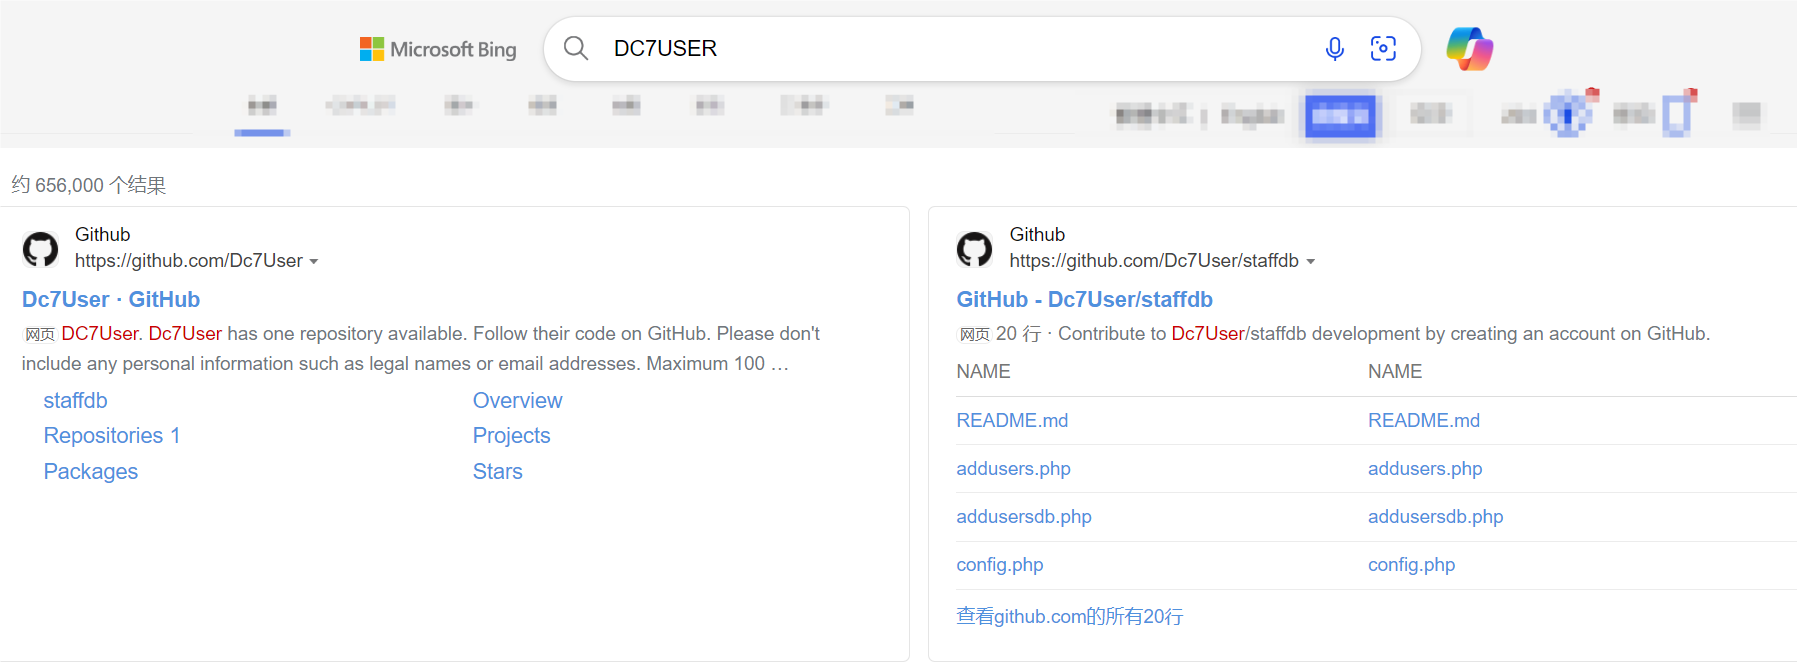 Microsoft Bing
DC7USER
约 656,000 个结果
Github
https://github.com/Dc7User
Dc7User · GitHub
网页 DC7User. Dc7User has one repository available. Follow their code on GitHub. Please don't
include any personal information such as legal names or email addresses. Maximum 100 …
staffdb
Overview
Repositories 1
Projects
Packages
Stars
Github
https://github.com/Dc7User/staffdb
GitHub - Dc7User/staffdb
网页 20 行 · Contribute to Dc7User/staffdb development by creating an account on GitHub.
NAME NAME
README.md README.md
addusers.php addusers.php
addusersdb.php addusersdb.php
config.php config.php
查看github.com的所有20行